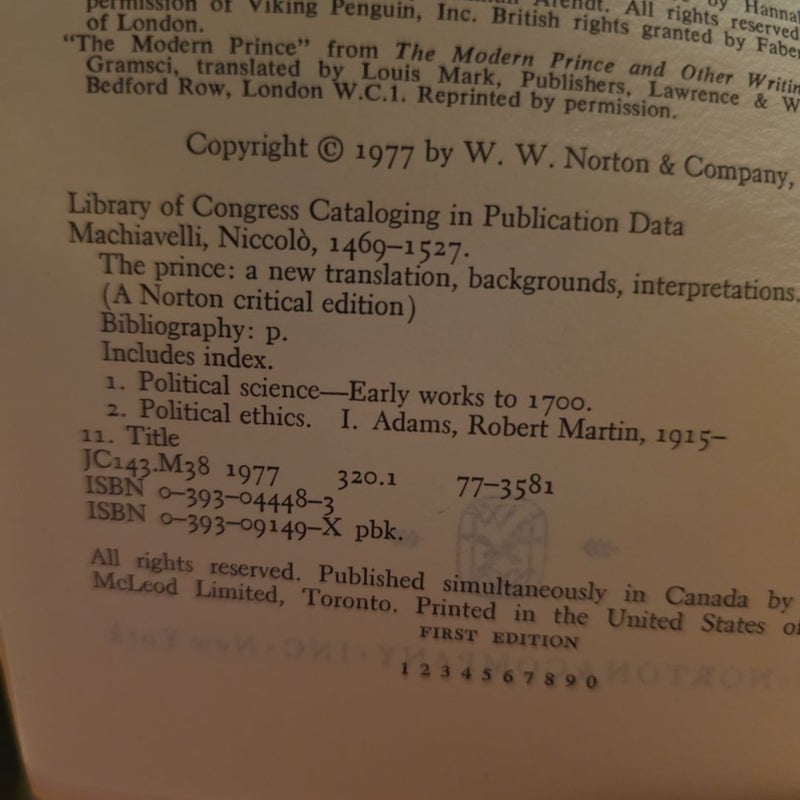 permission of Viking Penguin, Inc. British rights granted by Faber
of London.
“The Modern Prince” from The Modern Prince and Other Writin
Gramsci, translated by Louis Mark, Publishers, Lawrence & W
Bedford Row, London W.C.1. Reprinted by permission.
Copyright © 1977 by W. W. Norton & Company,
Library of Congress Cataloging in Publication Data
Machiavelli, Niccolò, 1469–1527.
The prince: a new translation, backgrounds, interpretations.
(A Norton critical edition)
Bibliography: p.
Includes index.
1. Political science—Early works to 1700.
2. Political ethics. I. Adams, Robert Martin, 1915–
11. Title
JC143.M38 1977 320.1 77–3581
ISBN 0–393–04448–3
ISBN 0–393–09149–X pbk.
All rights reserved. Published simultaneously in Canada by
McLeod Limited, Toronto. Printed in the United States of
FIRST EDITION
1 2 3 4 5 6 7 8 9 0